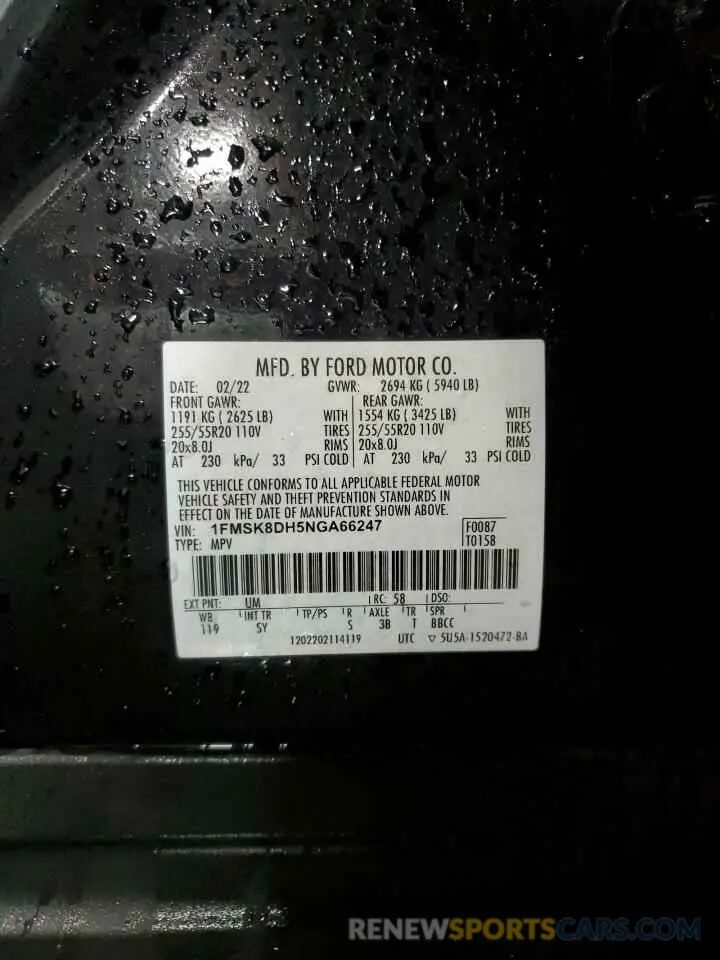 MFD. BY FORD MOTOR CO.
DATE: 02/22 GVWR: 2694 KG ( 5940 LB)
FRONT GAWR: REAR GAWR:
1191 KG ( 2625 LB) WITH 1554 KG ( 3425 LB) WITH
255/55R20 110V TIRES 255/55R20 110V TIRES
20x8.0J RIMS 20x8.0J RIMS
AT 230 kPa/ 33 PSI COLD AT 230 kPa/ 33 PSI COLD
THIS VEHICLE CONFORMS TO ALL APPLICABLE FEDERAL MOTOR
VEHICLE SAFETY AND THEFT PREVENTION STANDARDS IN
EFFECT ON THE DATE OF MANUFACTURE SHOWN ABOVE.
VIN: 1FMSK8DH5NGA66247 F0087
TYPE: MPV T0158
EXT PNT: UM RC: 58 DSO:
WB INT TR TP/PS R AXLE TR SPR
119 SY S 3B T BBCC
1202202114119 UTC ▽ 5U5A-1520472-BA
RENEWSPORTSCARS.COM